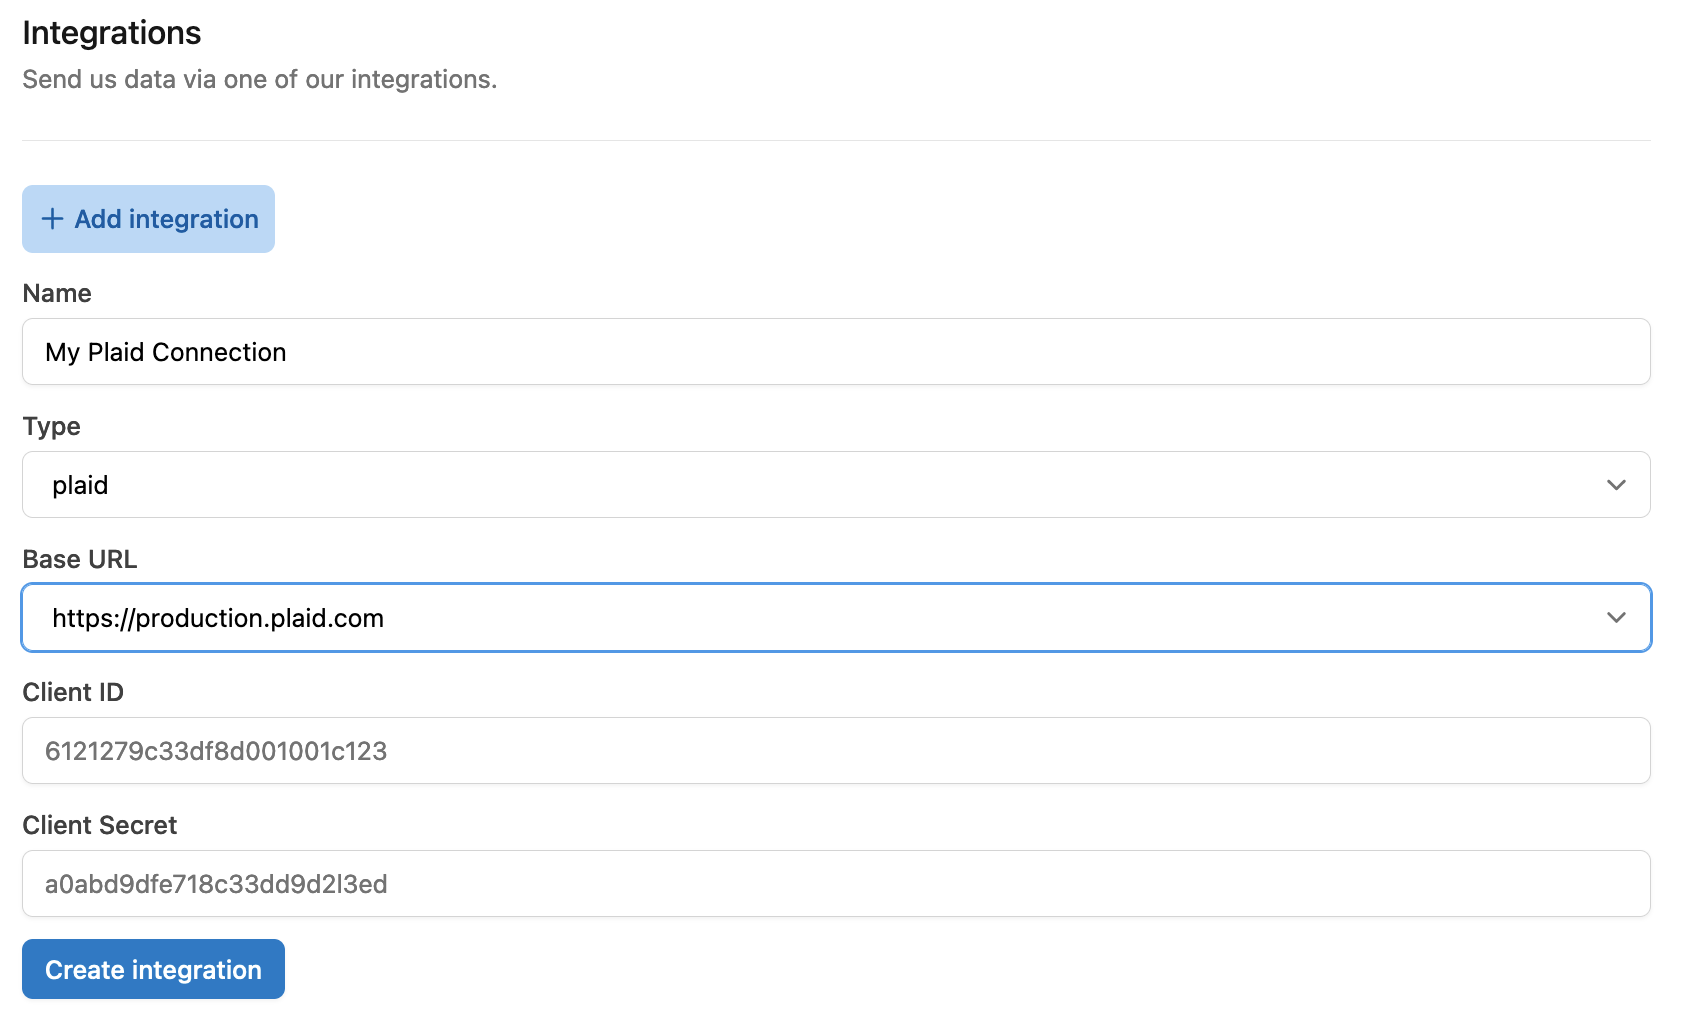 Integrations
Send us data via one of our integrations.
+ Add integration
Name
My Plaid Connection
Type
plaid
Base URL
https://production.plaid.com
Client ID
6121279c33df8d001001c123
Client Secret
a0abd9dfe718c33dd9d2l3ed
Create integration